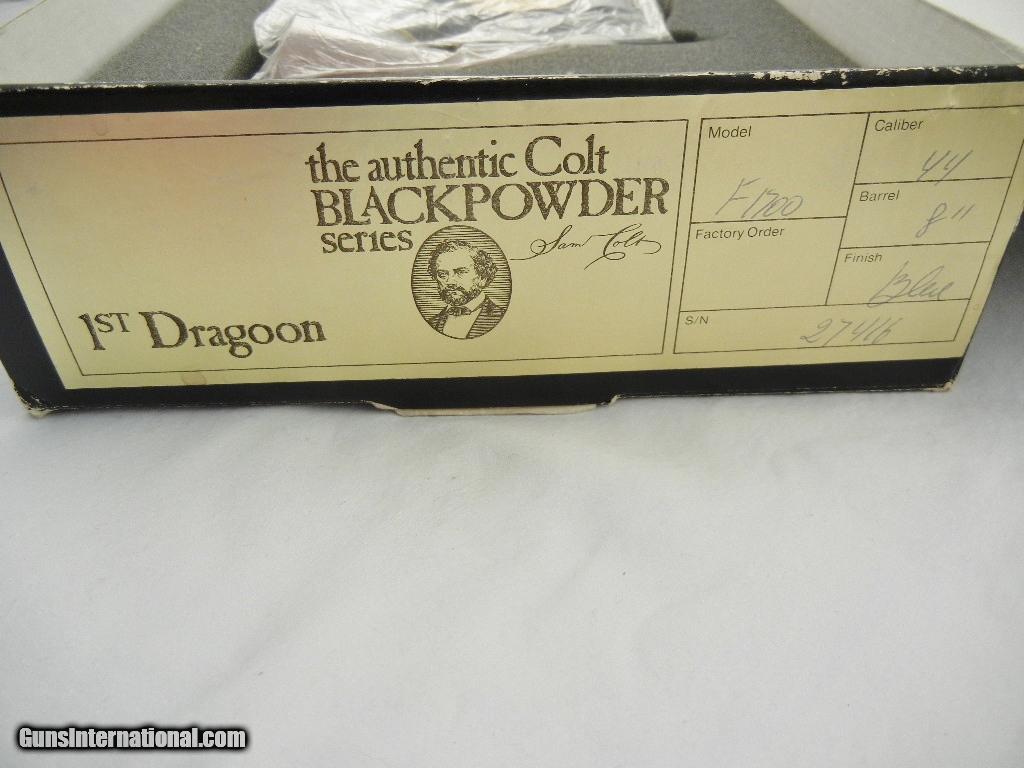 the authentic Colt
BLACKPOWDER
series
Sam Colt
1ST Dragoon
Model
F1700
Factory Order
Caliber
44
Barrel
8"
Finish
Blue
S/N
27416
GunsInternational.com